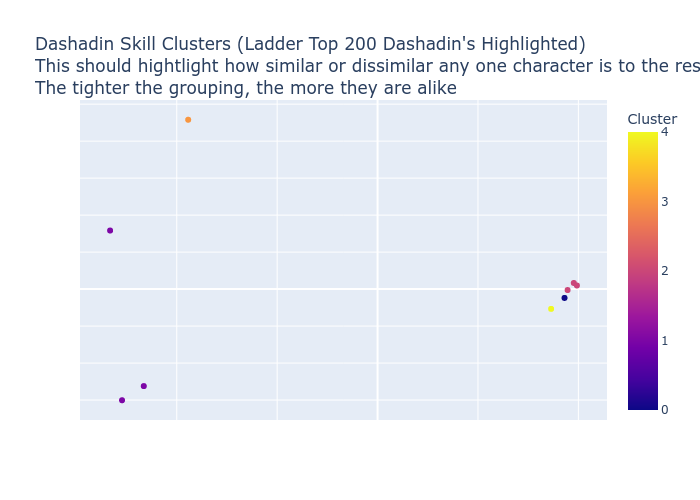 Dashadin Skill Clusters (Ladder Top 200 Dashadin's Highlighted)
This should hightlight how similar or dissimilar any one character is to the res
The tighter the grouping, the more they are alike
Cluster
4
3
2
1
0